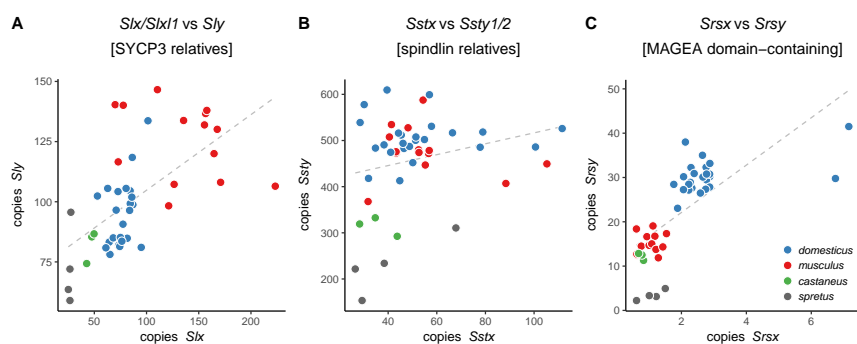 A
Slx/Slxl1 vs Sly
[SYCP3 relatives]
copies Sly
150
125
100
75
50
100
150
200
copies Slx
B
Sstx vs Ssty1/2
[spindlin relatives]
copies Ssty
600
500
400
300
200
40
60
80
100
copies Sstx
C
Srsx vs Srsy
[MAGEA domain−containing]
copies Srsy
50
40
30
20
10
0
2
4
6
copies Srsx
domesticus
musculus
castaneus
spretus